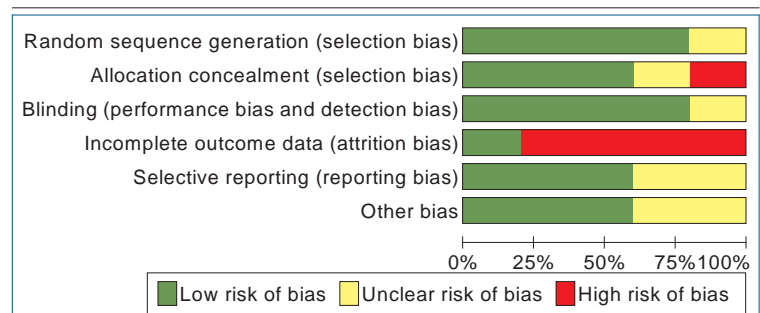 Random sequence generation (selection bias)
Allocation concealment (selection bias)
Blinding (performance bias and detection bias)
Incomplete outcome data (attrition bias)
Selective reporting (reporting bias)
Other bias
0% 25% 50% 75% 100%
Low risk of bias Unclear risk of bias High risk of bias